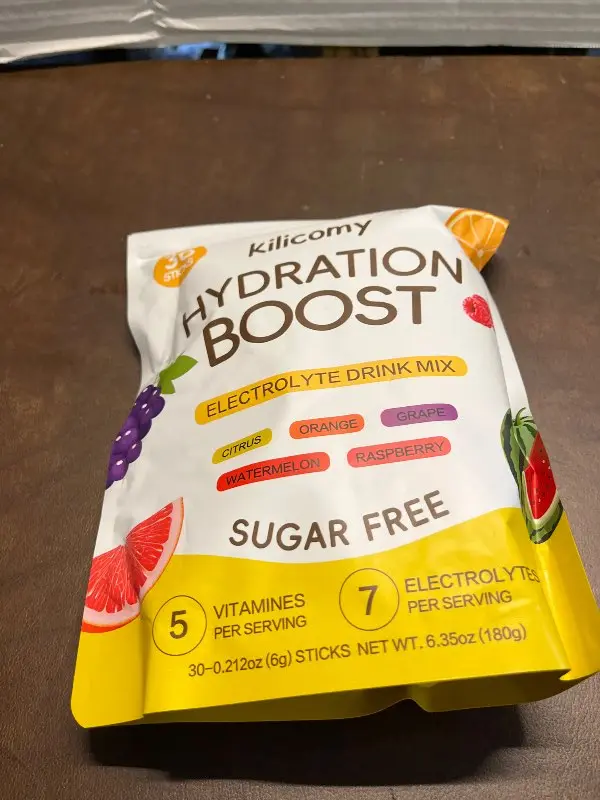 kilicomy
STICKS
HYDRATION
BOOST
ELECTROLYTE DRINK MIX
CITRUS
ORANGE
GRAPE
WATERMELON
RASPBERRY
SUGAR FREE
5
VITAMINES
PER SERVING
7
ELECTROLYTES
PER SERVING
30-0.212oz (6g) STICKS NET WT. 6.35oz (180g)